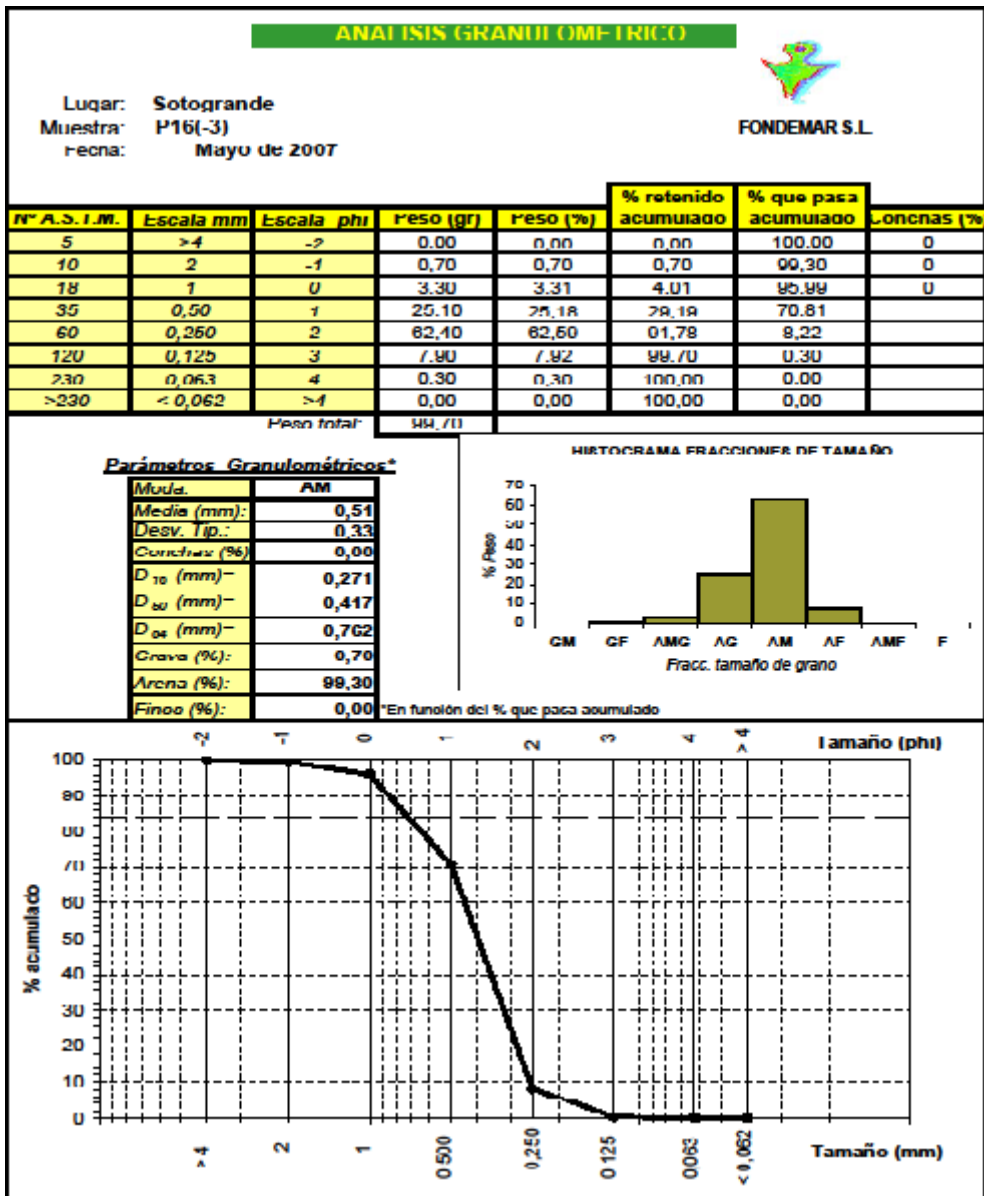 ANALISIS GRANULOMETRICO
Lugar: Sotogrande
Muestra: P16(-3)
Fecha: Mayo de 2007
FONDEMAR S.L.
Nº A.S.T.M. Escala mm Escala phi Peso (gr) Peso (%) % retenido acumulado % que pasa acumulado Conchas (%
5 >4 -2 0.00 0,00 0,00 100.00 0
10 2 -1 0,70 0,70 0,70 99,30 0
18 1 0 3.30 3.31 4.01 95.99 0
35 0,50 1 25.10 25,18 29,19 70.81
60 0,250 2 62,40 62,60 91,78 8,22
120 0,125 3 7.90 7.92 99.70 0.30
230 0,063 4 0.30 0,30 100,00 0.00
>230 < 0,062 >4 0,00 0,00 100,00 0,00
Peso total: 99,70
Parámetros Granulométricos*
Moda: AM
Media (mm): 0,51
Desv. Tip.: 0,33
Conchas (%) 0,00
D 10 (mm)= 0,271
D 50 (mm)= 0,417
D 84 (mm)= 0,762
Grava (%): 0,70
Arena (%): 99,30
Finos (%): 0,00
*En función del % que pasa acumulado
HISTOGRAMA FRACCIONES DE TAMAÑO
% Peso
70
60
50
40
30
20
10
0
GM GF AMG AG AM AF AMF F
Fracc. tamaño de grano
-2 -1 0 1 2 3 4 > 4 Tamaño (phi)
% acumulado
100
90
80
70
60
50
40
30
20
10
0
>4 2 1 0.500 0,250 0.125 0.063 < 0,062 Tamaño (mm)